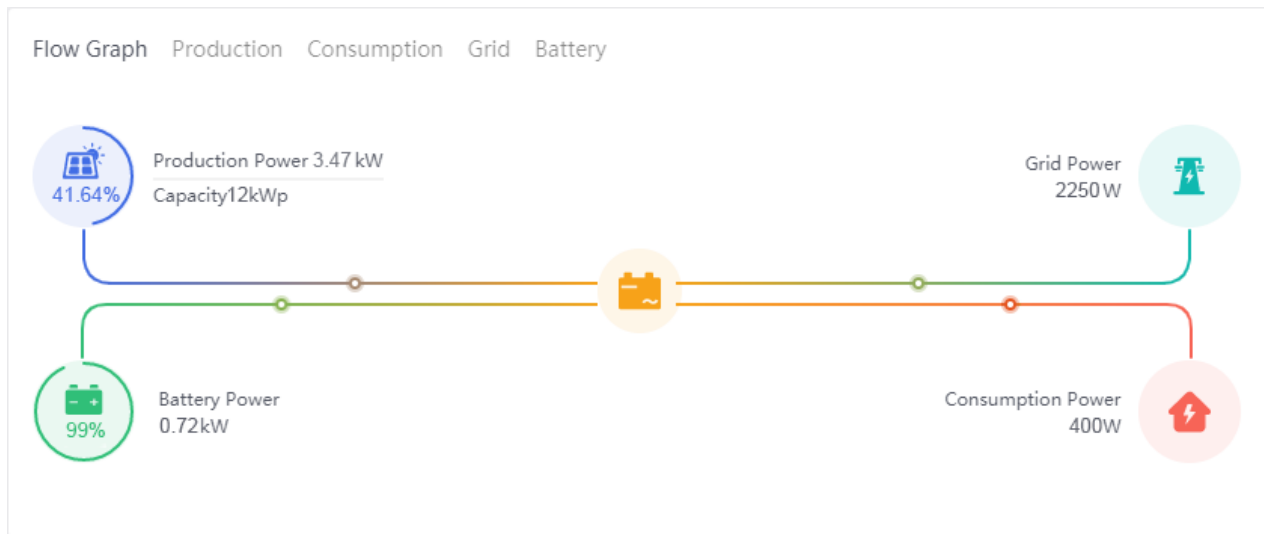 Flow Graph Production Consumption Grid Battery
41.64%
Production Power 3.47 kW
Capacity12kWp
Grid Power
2250 W
99%
Battery Power
0.72kW
Consumption Power
400W